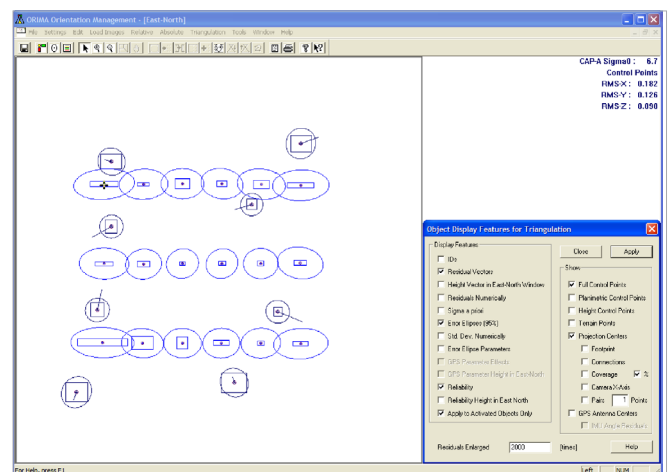 ORIMA Orientation Management - [East-North]
File Settings Edit Load Images Relative Absolute Triangulation Tools Window Help
CAP-A Sigma0 : 6.7
Control Points
RMS-X : 0.182
RMS-Y : 0.126
RMS-Z : 0.090
Object Display Features for Triangulation
Display Features
IDs
Residual Vectors
Height Vector in East-North Window
Residuals Numerically
Sigma a priori
Error Ellipses (95%)
Std. Dev. Numerically
Error Ellipse Parameters
GPS Parameter Effects
GPS Parameter Height in East-North
Reliability
Reliability Height in East North
Apply to Activated Objects Only
Close
Apply
Show
Full Control Points
Planimetric Control Points
Height Control Points
Terrain Points
Projection Centers
Footprint
Connections
Coverage %
Camera X-Axis
Pairs 1 Points
GPS Antenna Centers
IMU Angle Residuals
Residuals Enlarged 2000 [times]
Help
For Help, press F1
Left NUM